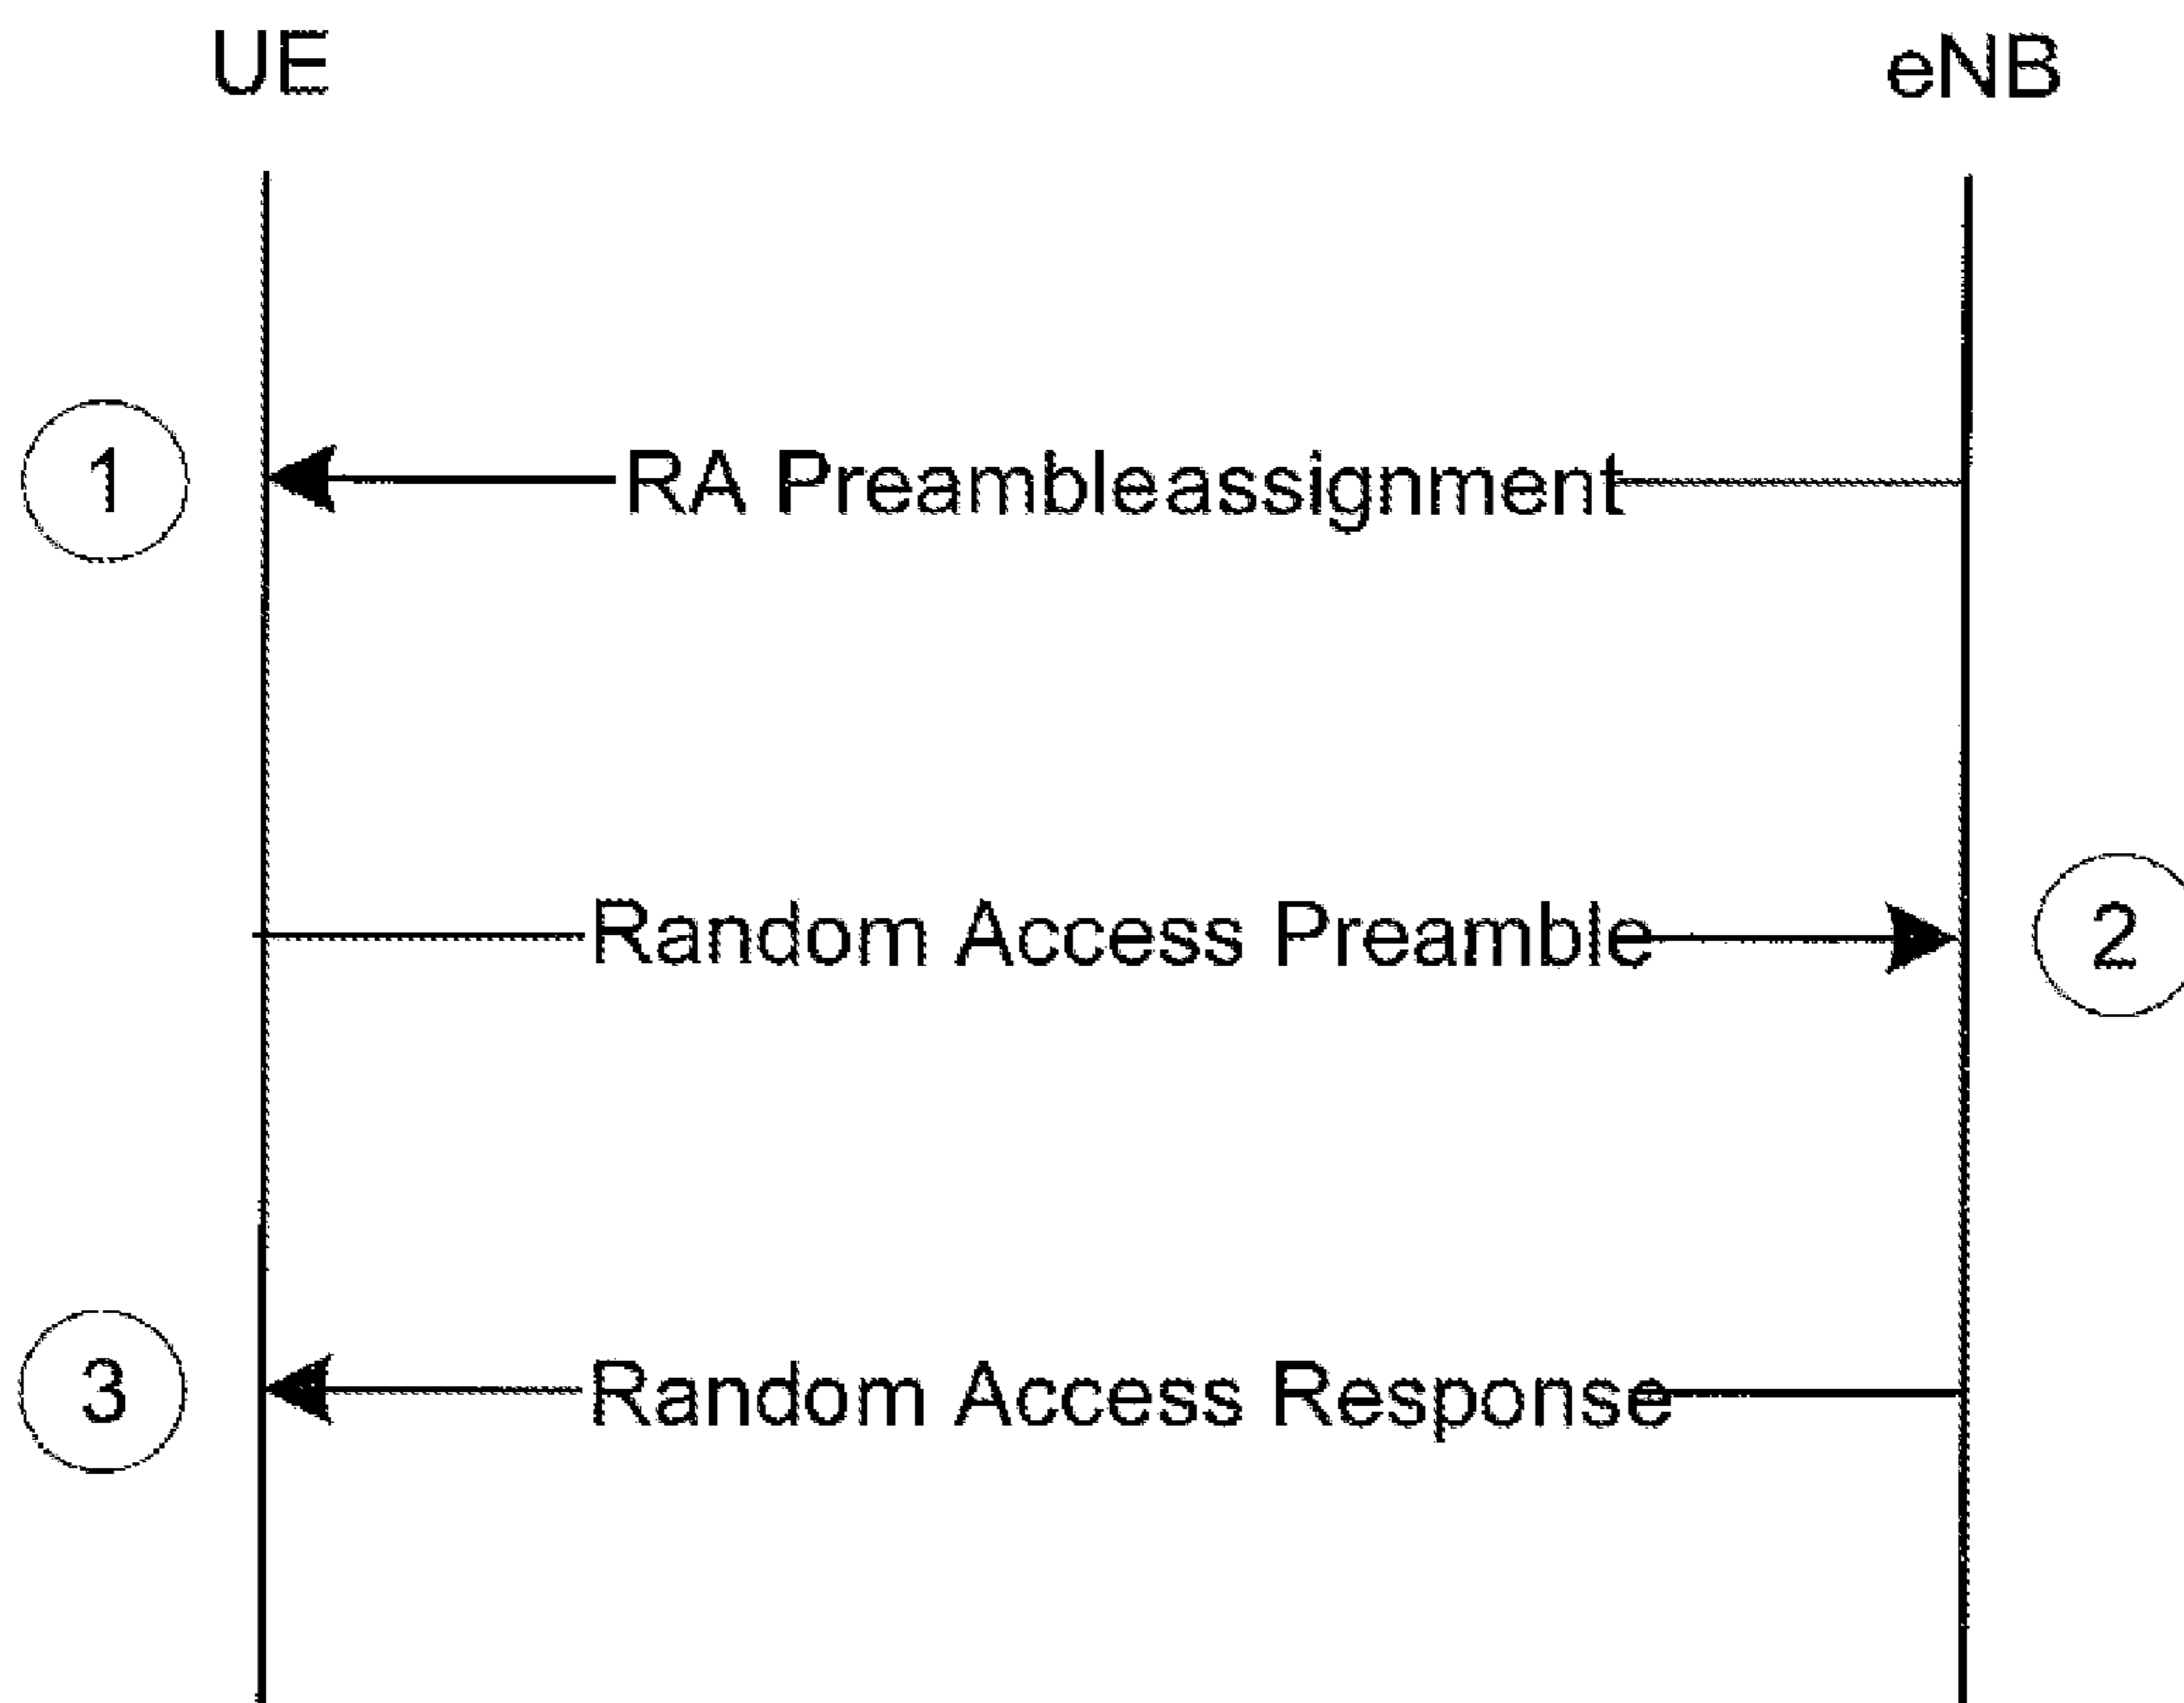 UE
eNB
1
RA Preambleassignment
Random Access Preamble
2
3
Random Access Response